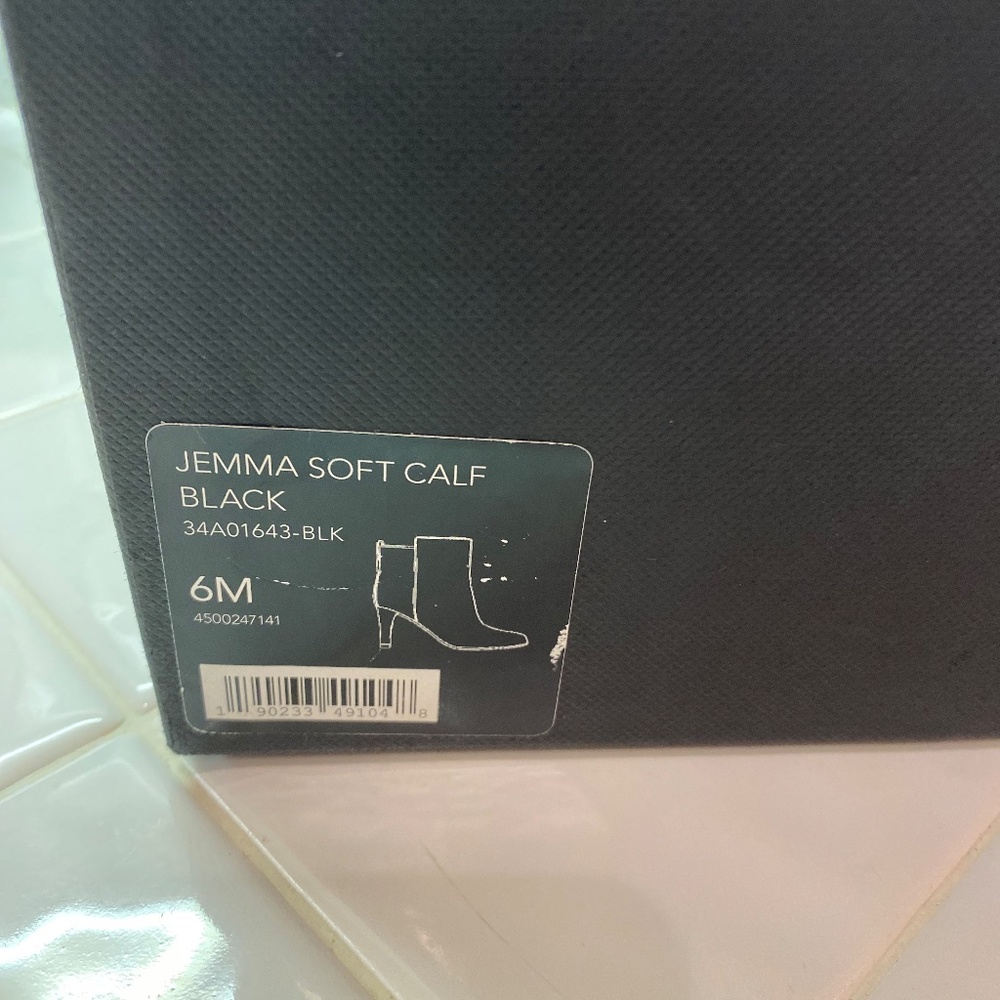 JEMMA SOFT CALF
BLACK
34A01643-BLK
6M
4500247141
1 90233 49104 8